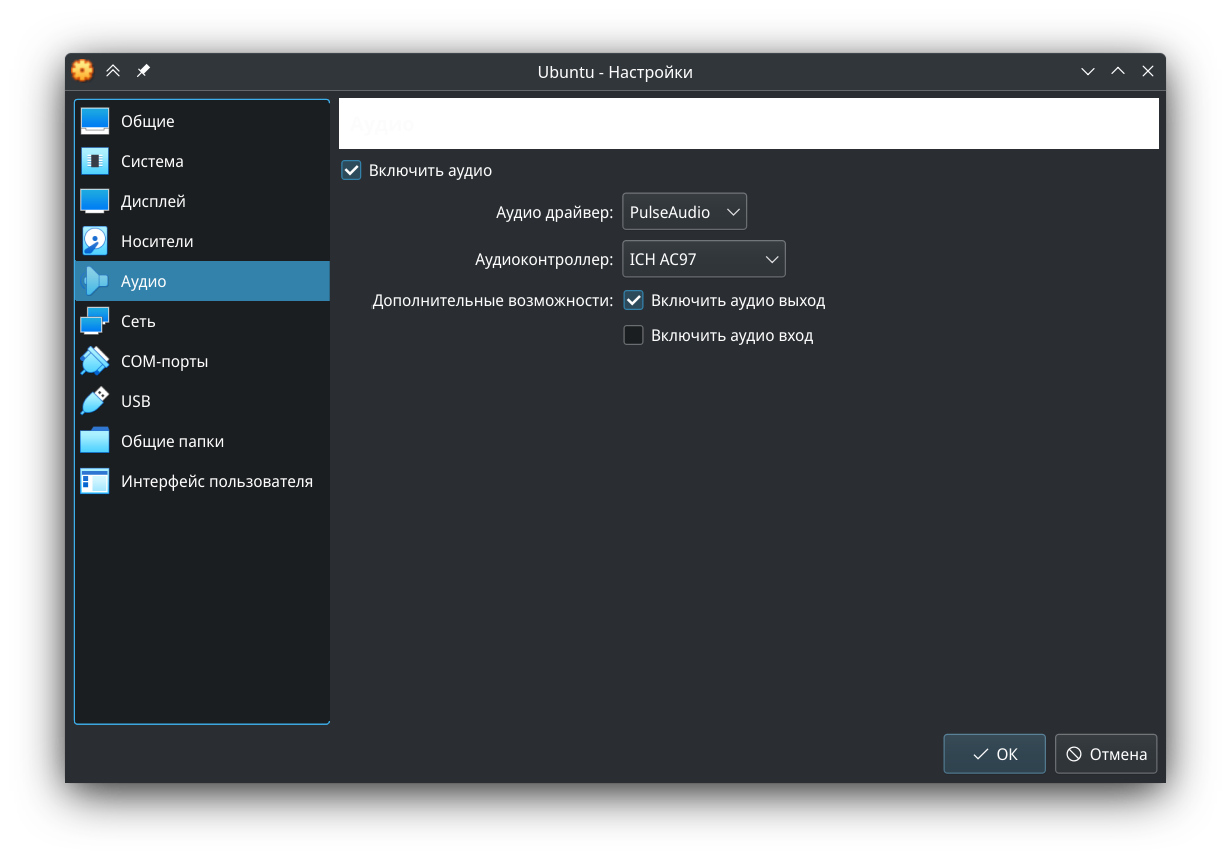 Ubuntu - Настройки
Общие
Система
Дисплей
Носители
Аудио
Сеть
COM-порты
USB
Общие папки
Интерфейс пользователя
Аудио
Включить аудио
Аудио драйвер: PulseAudio
Аудиоконтроллер: ICH AC97
Дополнительные возможности: Включить аудио выход
Включить аудио вход
OK
Отмена